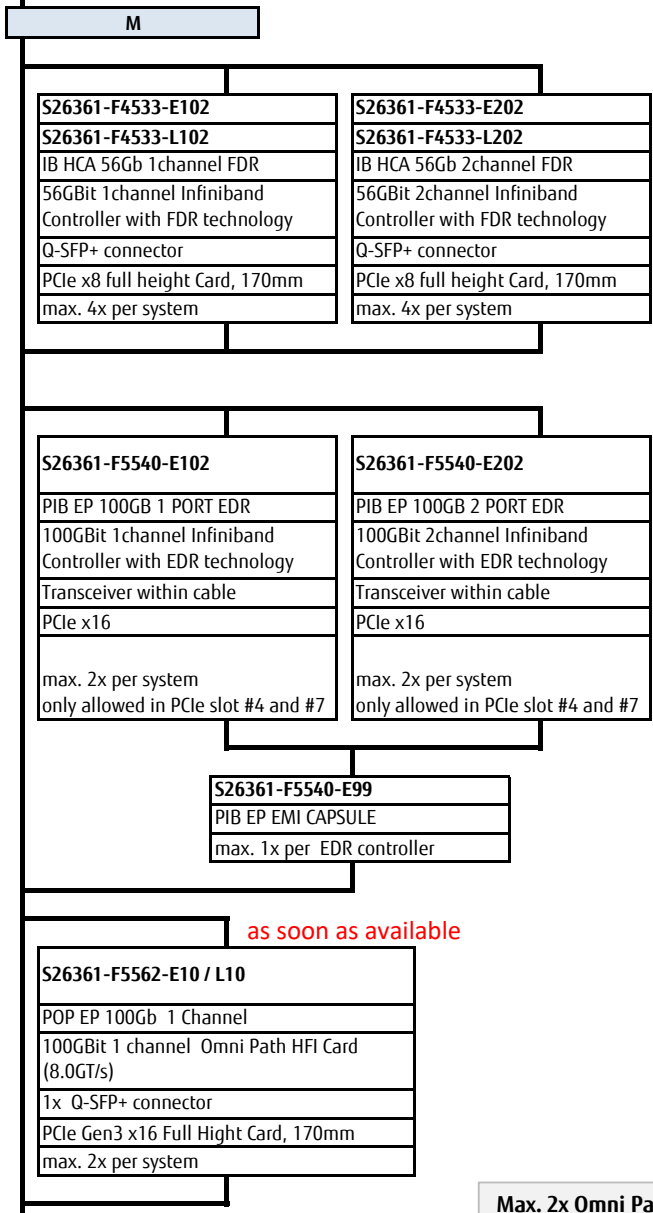 M
S26361-F4533-E102
S26361-F4533-L102
IB HCA 56Gb 1channel FDR
56GBit 1channel Infiniband
Controller with FDR technology
Q-SFP+ connector
PCIe x8 full height Card, 170mm
max. 4x per system
S26361-F4533-E202
S26361-F4533-L202
IB HCA 56Gb 2channel FDR
56GBit 2channel Infiniband
Controller with FDR technology
Q-SFP+ connector
PCIe x8 full height Card, 170mm
max. 4x per system
S26361-F5540-E102
PIB EP 100GB 1 PORT EDR
100GBit 1channel Infiniband
Controller with EDR technology
Transceiver within cable
PCIe x16
max. 2x per system
only allowed in PCIe slot #4 and #7
S26361-F5540-E202
PIB EP 100GB 2 PORT EDR
100GBit 2channel Infiniband
Controller with EDR technology
Transceiver within cable
PCIe x16
max. 2x per system
only allowed in PCIe slot #4 and #7
S26361-F5540-E99
PIB EP EMI CAPSULE
max. 1x per  EDR controller
as soon as available
S26361-F5562-E10 / L10
POP EP 100Gb  1 Channel
100GBit 1 channel  Omni Path HFI Card
(8.0GT/s)
1x  Q-SFP+ connector
PCIe Gen3 x16 Full Hight Card, 170mm
max. 2x per system
Max. 2x Omni Pa